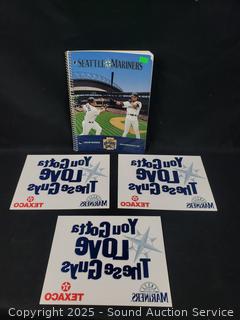 SEATTLE MARINERS
You Gotta
LOVE
These Guys
TEXACO
MARINERS
You Gotta
LOVE
These Guys
TEXACO
MARINERS
You Gotta
LOVE
These Guys
TEXACO
MARINERS
Copyright 2025 - Sound Auction Service